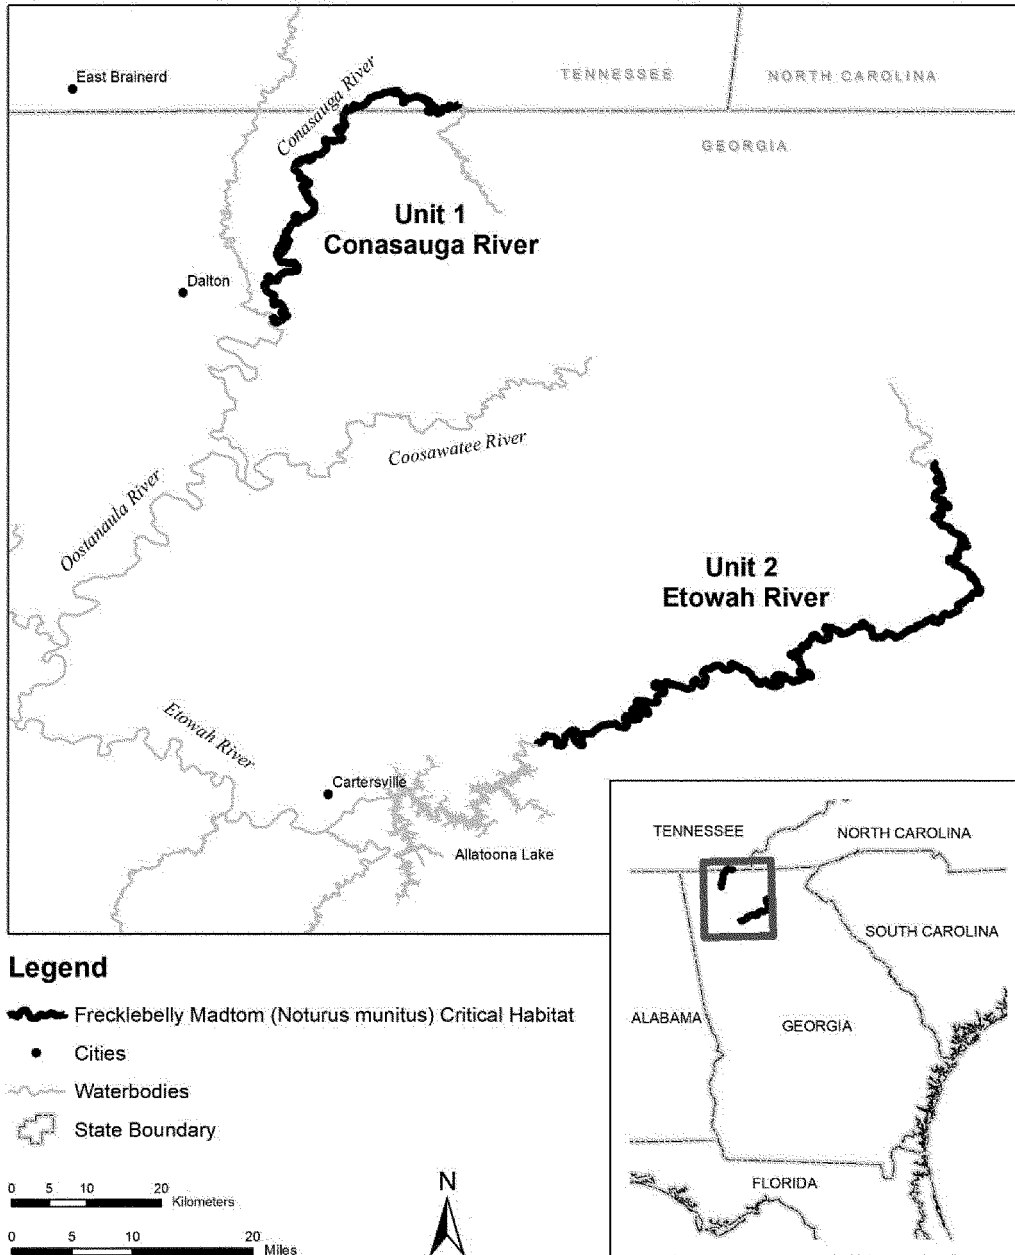 East Brainerd
Conasauga River
TENNESSEE
NORTH CAROLINA
GEORGIA
Unit 1
Conasauga River
Dalton
Coosawatee River
Oostanaula River
Unit 2
Etowah River
Etowah River
Cartersville
Allatoona Lake
TENNESSEE
NORTH CAROLINA
SOUTH CAROLINA
ALABAMA
GEORGIA
FLORIDA
Legend
Frecklebelly Madtom (Noturus munitus) Critical Habitat
Cities
Waterbodies
State Boundary
0 5 10 20
Kilometers
0 5 10 20
Miles
N